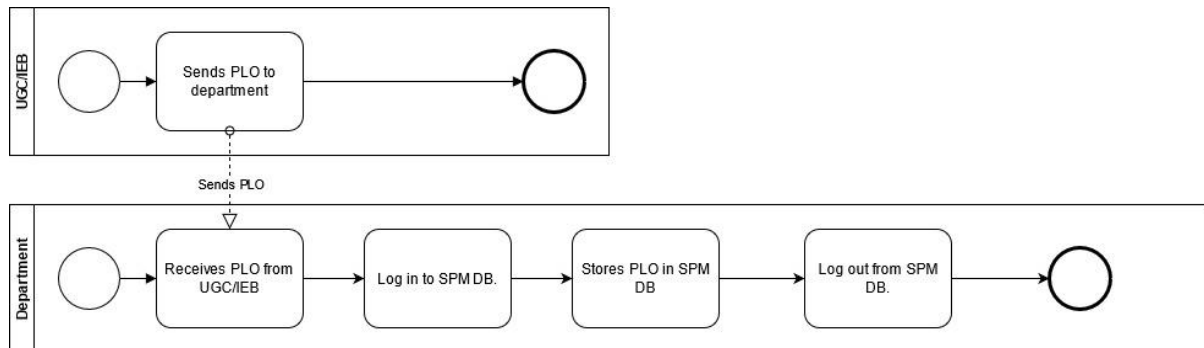 UGC/IEB
Sends PLO to
department
Sends PLO
Department
Receives PLO from
UGC/IEB
Log in to SPM DB.
Stores PLO in SPM
DB
Log out from SPM
DB.